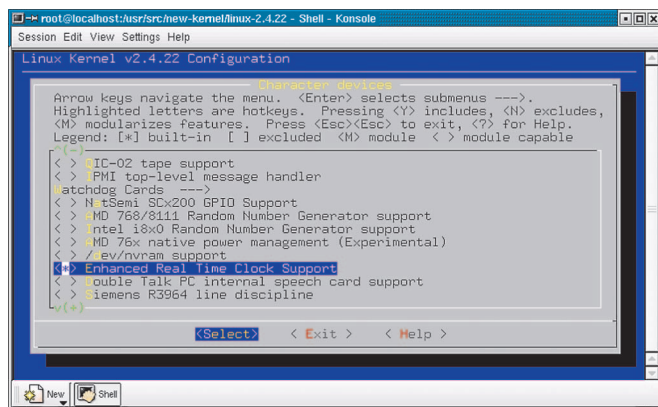 root@localhost:/usr/src/new-kernel/linux-2.4.22 - Shell - Konsole
Session Edit View Settings Help
Linux Kernel v2.4.22 Configuration
Character devices
Arrow keys navigate the menu. <Enter> selects submenus --->.
Highlighted letters are hotkeys. Pressing <Y> includes, <N> excludes,
<M> modularizes features. Press <Esc><Esc> to exit, <?> for Help.
Legend: [*] built-in [ ] excluded <M> module < > module capable
^(-)
< > QIC-02 tape support
< > IPMI top-level message handler
Watchdog Cards --->
< > NatSemi SCx200 GPIO Support
< > AMD 768/8111 Random Number Generator support
< > Intel i8x0 Random Number Generator support
< > AMD 76x native power management (Experimental)
< > /dev/nvram support
<*> Enhanced Real Time Clock Support
< > Double Talk PC internal speech card support
< > Siemens R3964 line discipline
v(+)
<Select> < Exit > < Help >
New Shell